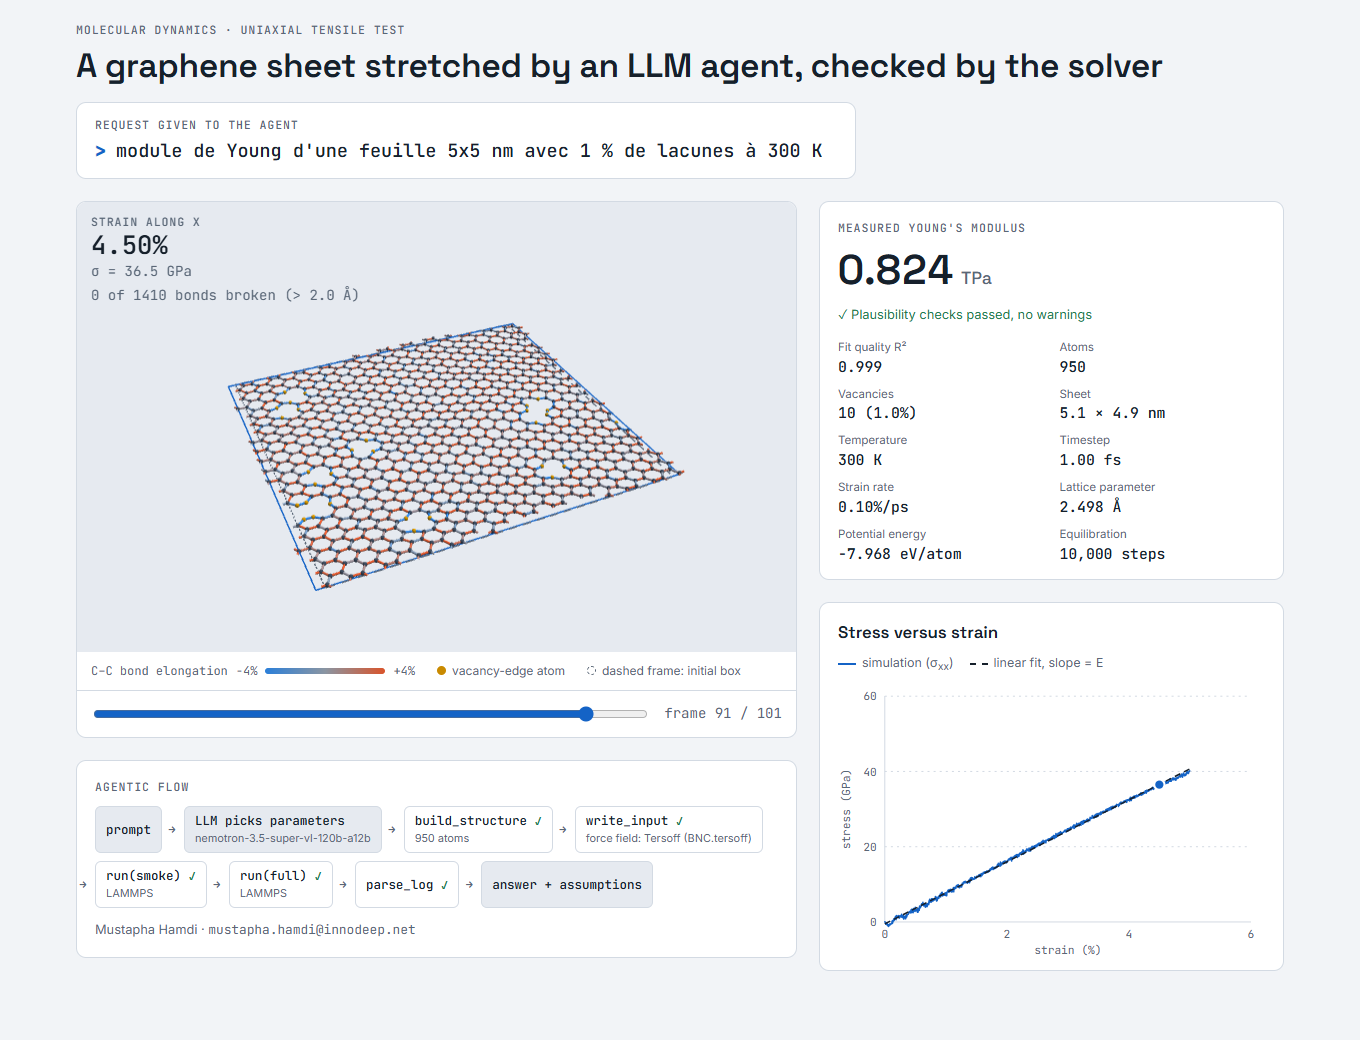 MOLECULAR DYNAMICS · UNIAXIAL TENSILE TEST
A graphene sheet stretched by an LLM agent, checked by the solver
REQUEST GIVEN TO THE AGENT
> module de Young d'une feuille 5x5 nm avec 1 % de lacunes à 300 K
STRAIN ALONG X
4.50%
σ = 36.5 GPa
0 of 1410 bonds broken (> 2.0 Å)
C–C bond elongation -4% +4% vacancy-edge atom dashed frame: initial box
frame 91 / 101
AGENTIC FLOW
prompt → LLM picks parameters
nemotron-3.5-super-vl-120b-a12b
→ build_structure ✓
950 atoms
→ write_input ✓
force field: Tersoff (BNC.tersoff)
→ run(smoke) ✓
LAMMPS
→ run(full) ✓
LAMMPS
→ parse_log ✓ → answer + assumptions
Mustapha Hamdi · mustapha.hamdi@innodeep.net
MEASURED YOUNG'S MODULUS
0.824 TPa
✓ Plausibility checks passed, no warnings
Fit quality R² Atoms
0.999 950
Vacancies Sheet
10 (1.0%) 5.1 × 4.9 nm
Temperature Timestep
300 K 1.00 fs
Strain rate Lattice parameter
0.10%/ps 2.498 Å
Potential energy Equilibration
-7.968 eV/atom 10,000 steps
Stress versus strain
simulation (σxx) linear fit, slope = E
60
40
20
0
stress (GPa)
0 2 4 6
strain (%)